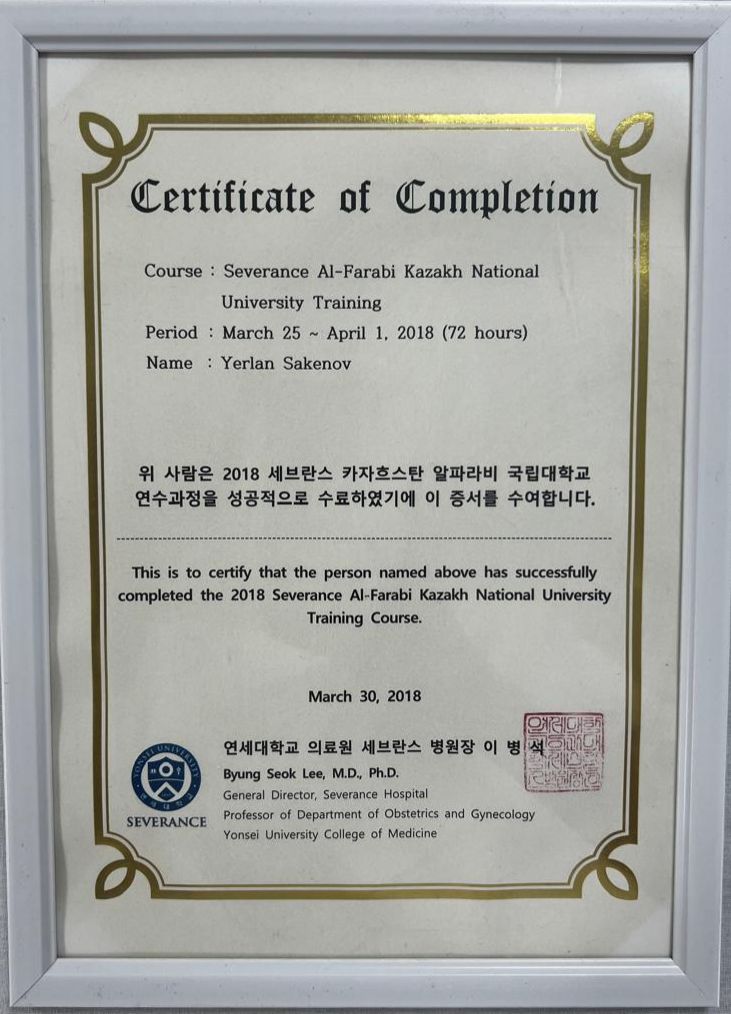 Certificate of Completion
Course : Severance Al-Farabi Kazakh National
University Training
Period : March 25 ~ April 1, 2018 (72 hours)
Name : Yerlan Sakenov
위 사람은 2018 세브란스 카자흐스탄 알파라비 국립대학교
연수과정을 성공적으로 수료하였기에 이 증서를 수여합니다.
This is to certify that the person named above has successfully
completed the 2018 Severance Al-Farabi Kazakh National University
Training Course.
March 30, 2018
연세대학교 의료원 세브란스 병원장 이 병 석
Byung Seok Lee, M.D., Ph.D.
General Director, Severance Hospital
Professor of Department of Obstetrics and Gynecology
Yonsei University College of Medicine
YONSEI UNIVERSITY
연세대학교
SEVERANCE